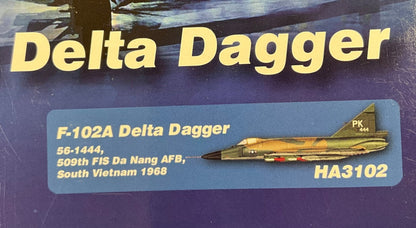 Delta Dagger
F-102A Delta Dagger
56-1444,
509th FIS Da Nang AFB,
South Vietnam 1968
PK
444
HA3102